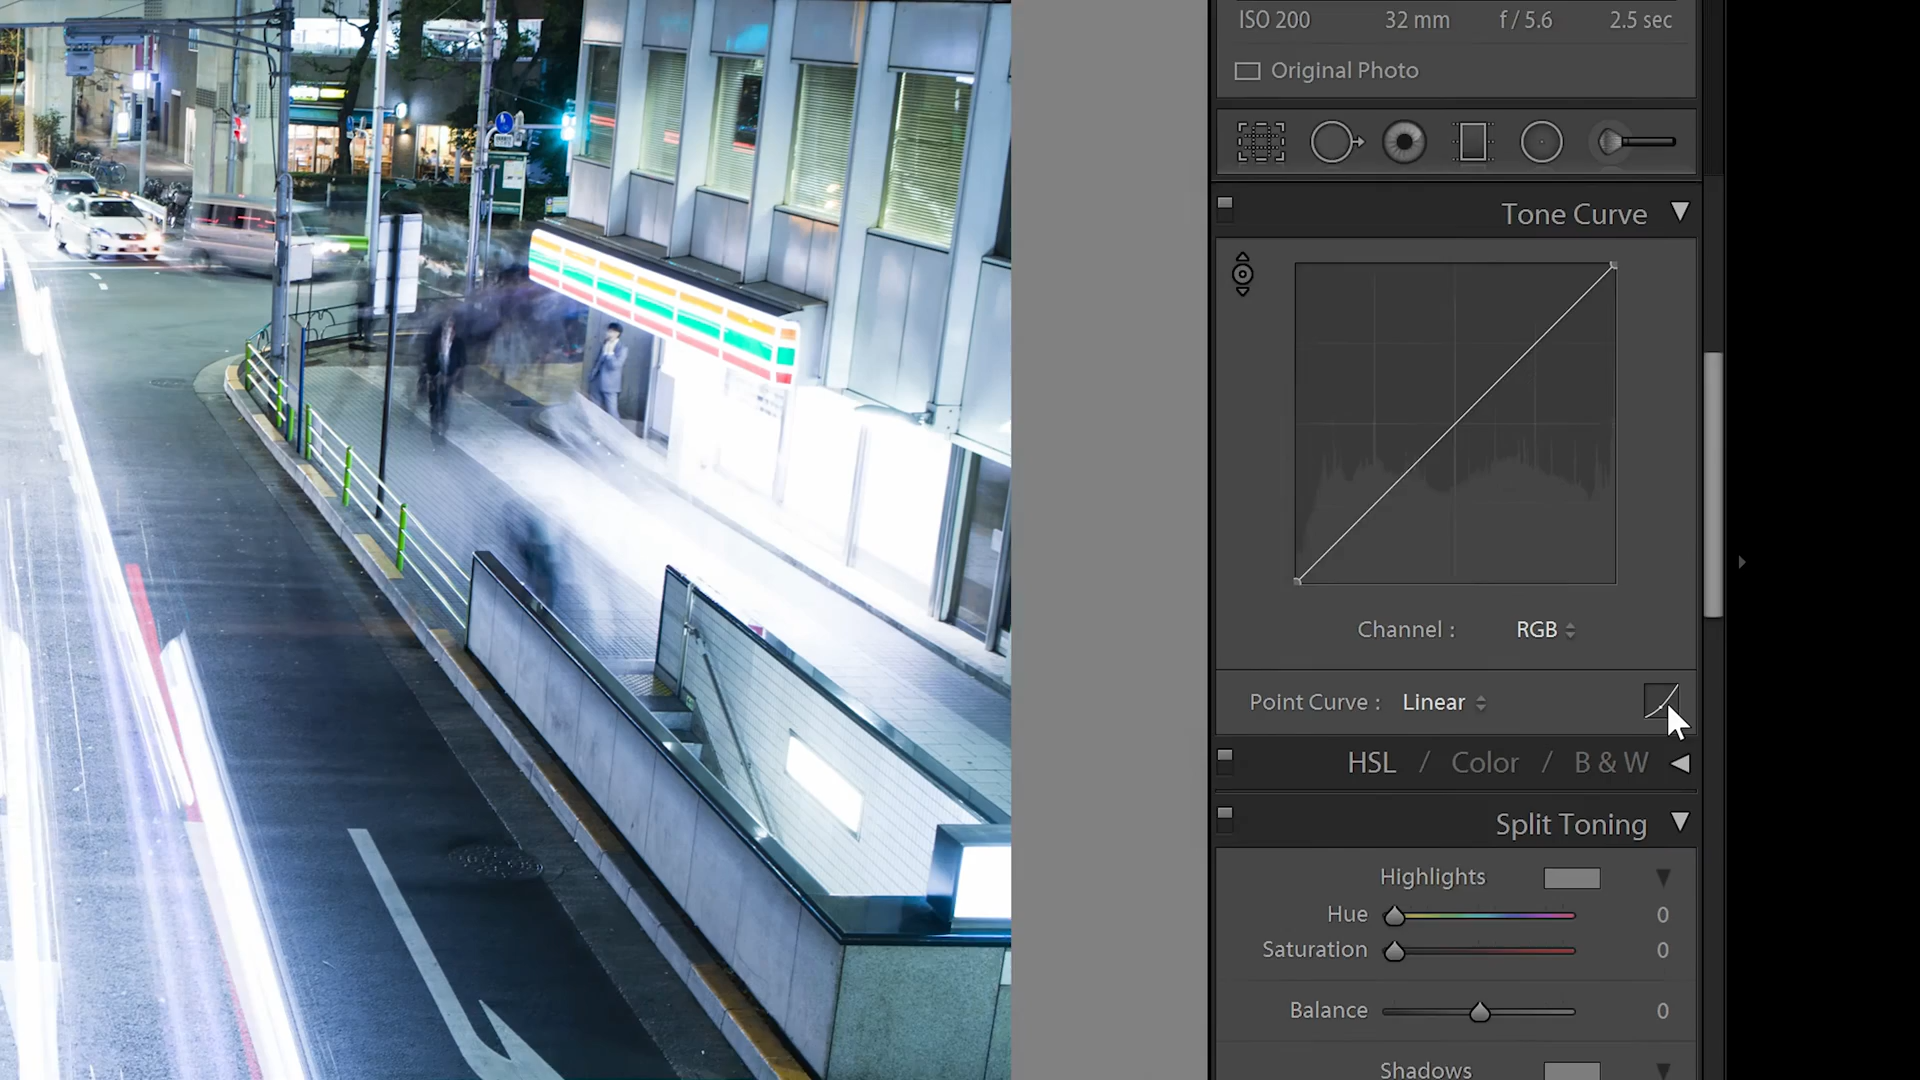 ISO 200 32 mm f / 5.6 2.5 sec
Original Photo
Tone Curve
Channel : RGB
Point Curve : Linear
HSL / Color / B & W
Split Toning
Highlights
Hue 0
Saturation 0
Balance 0
Shadows